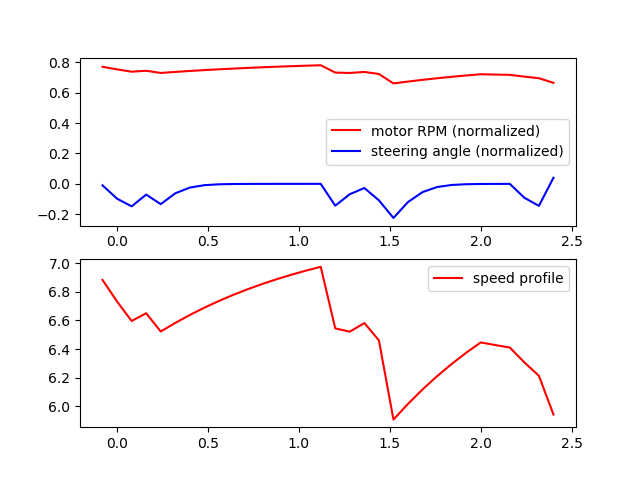 0.8
0.6
0.4
0.2
0.0
−0.2
motor RPM (normalized)
steering angle (normalized)
0.0 0.5 1.0 1.5 2.0 2.5
7.0
6.8
6.6
6.4
6.2
6.0
speed profile
0.0 0.5 1.0 1.5 2.0 2.5